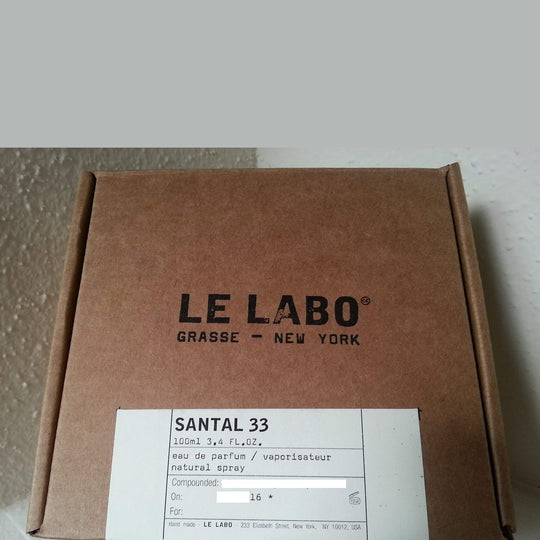 LE LABO
GRASSE — NEW YORK
SANTAL 33
100ml 3.4 FL.OZ.
eau de parfum / vaporisateur
natural spray
Compounded:
On: 16 *
For:
Hand made - LE LABO 233 Elizabeth Street, New York, NY 10012, USA